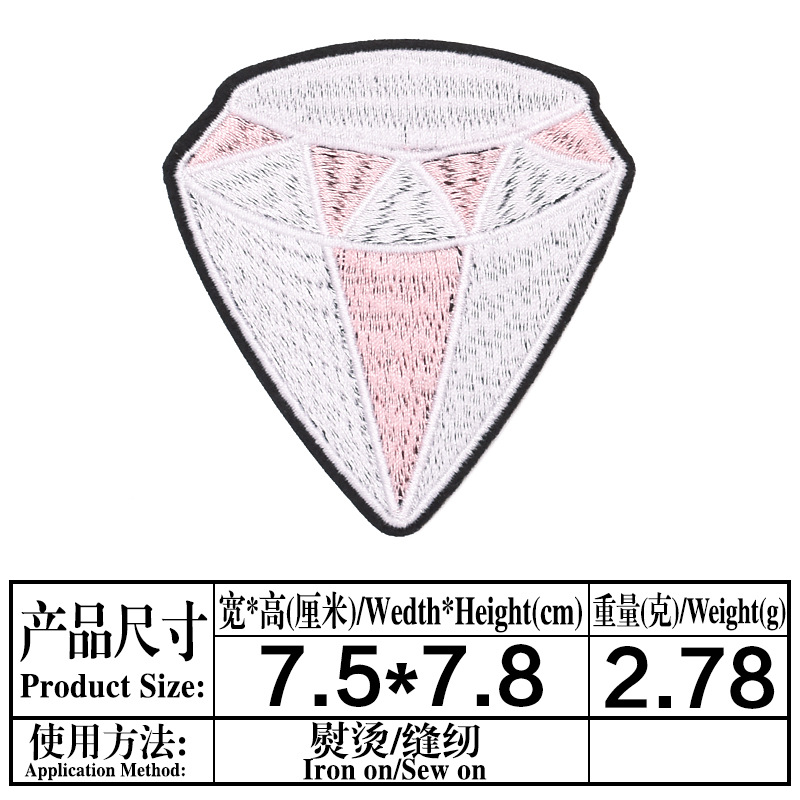 产品尺寸
Product Size:
宽*高(厘米)/Wedth*Height(cm)
重量(克)/Weight(g)
7.5*7.8
2.78
使用方法:
Application Method:
熨烫/缝纫
Iron on/Sew on